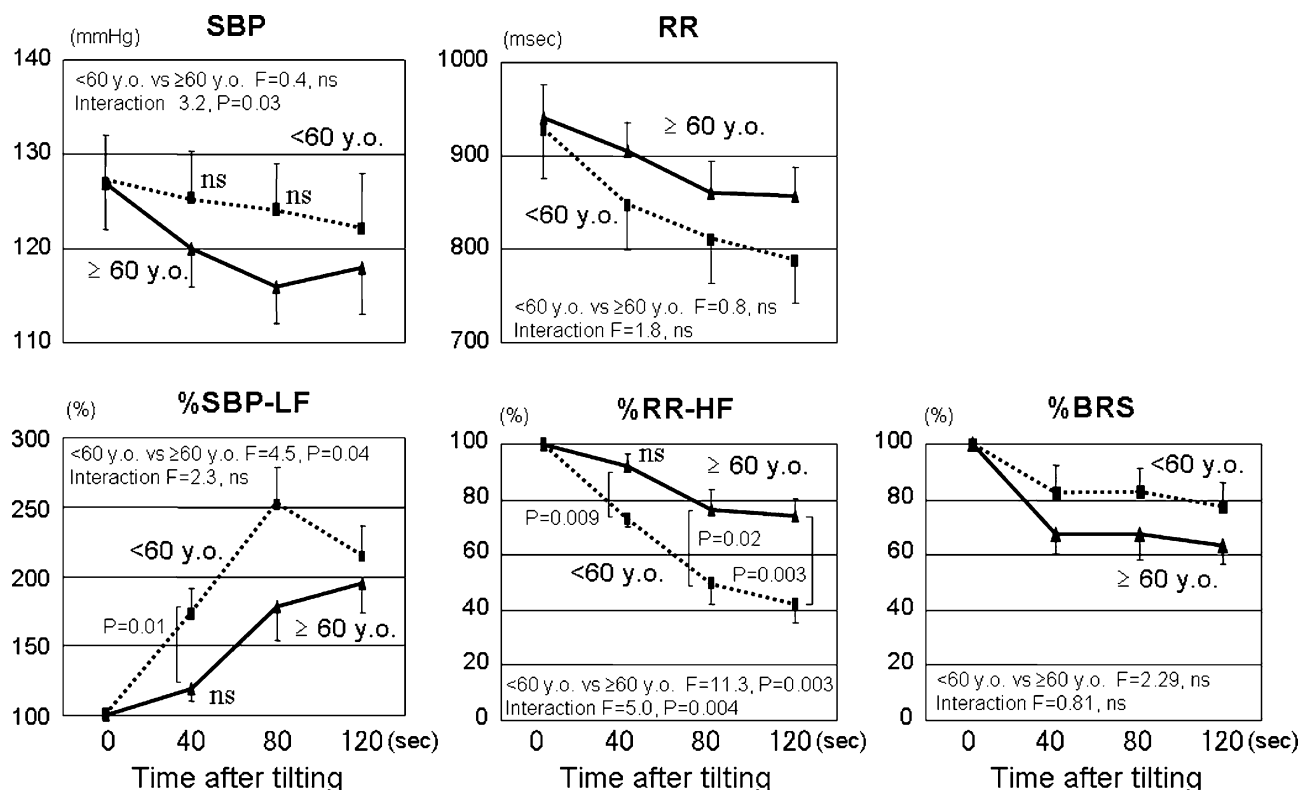 SBP
(mmHg)
140
130
120
110
<60 y.o. vs ≥60 y.o. F=0.4, ns
Interaction 3.2, P=0.03
<60 y.o.
ns
ns
≥ 60 y.o.
RR
(msec)
1000
900
800
700
≥ 60 y.o.
<60 y.o.
<60 y.o. vs ≥60 y.o. F=0.8, ns
Interaction F=1.8, ns
%SBP-LF
(%)
300
250
200
150
100
<60 y.o. vs ≥60 y.o. F=4.5, P=0.04
Interaction F=2.3, ns
<60 y.o.
P=0.01
≥ 60 y.o.
ns
0 40 80 120 (sec)
Time after tilting
%RR-HF
(%)
100
80
60
40
20
0
ns
≥ 60 y.o.
P=0.009
P=0.02
<60 y.o.
P=0.003
<60 y.o. vs ≥60 y.o. F=11.3, P=0.003
Interaction F=5.0, P=0.004
0 40 80 120 (sec)
Time after tilting
%BRS
(%)
100
80
60
40
20
0
<60 y.o.
≥ 60 y.o.
<60 y.o. vs ≥60 y.o. F=2.29, ns
Interaction F=0.81, ns
0 40 80 120 (sec)
Time after tilting